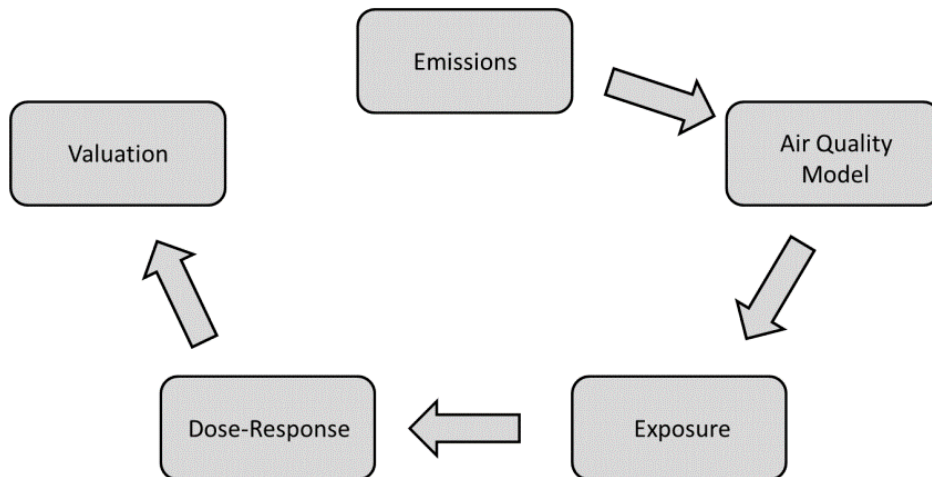 Emissions
Air Quality
Model
Exposure
Dose-Response
Valuation